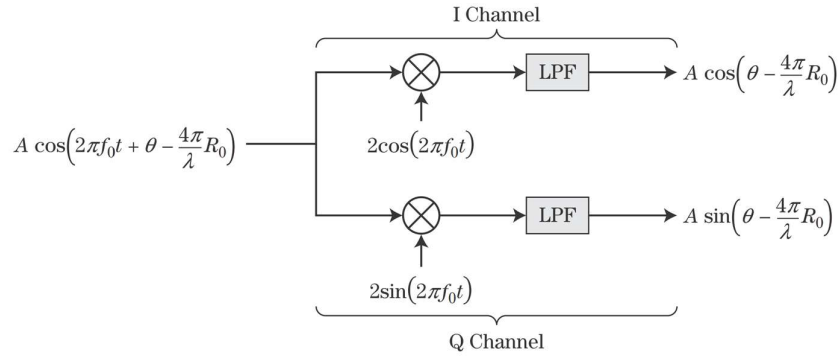 I Channel
LPF
A cos(θ − 4π/λ R₀)
A cos(2πf₀t + θ − 4π/λ R₀)
2cos(2πf₀t)
LPF
A sin(θ − 4π/λ R₀)
2sin(2πf₀t)
Q Channel